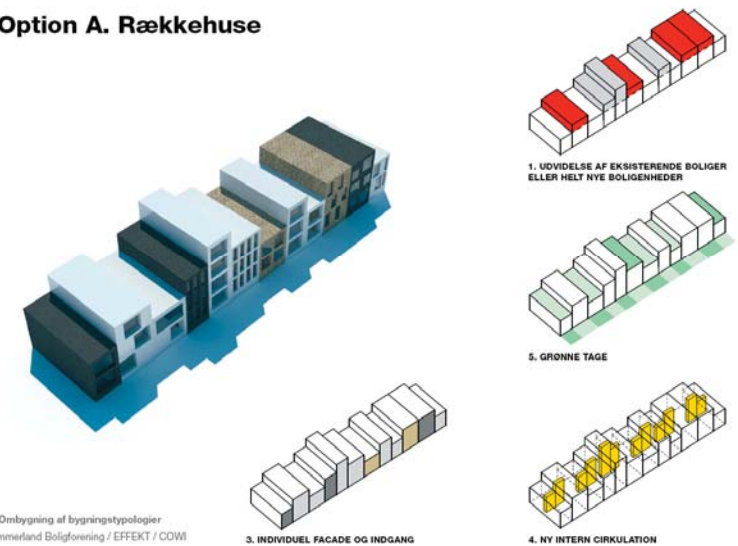 Option A. Rækkehuse
1. UDVIDELSE AF EKSISTERENDE BOLIGER
ELLER HELT NYE BOLIGENHEDER
5. GRØNNE TAGE
Ombygning af bygningstypologier
mmerland Boligforening / EFFEKT / COWI
3. INDIVIDUEL FACADE OG INDGANG
4. NY INTERN CIRKULATION